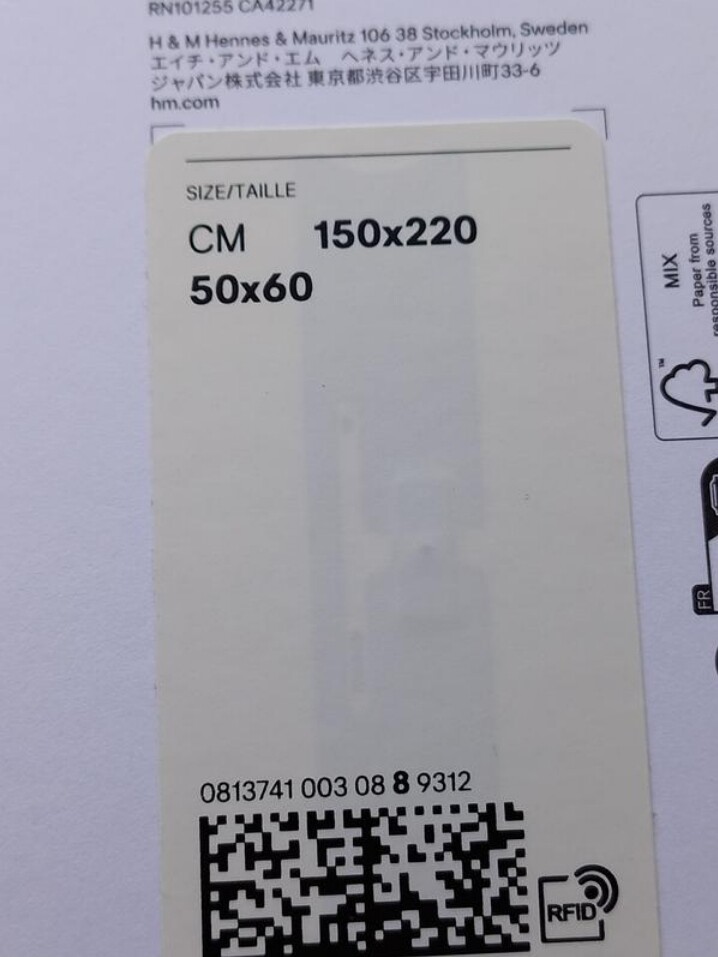 RN101255 CA42271
H & M Hennes & Mauritz 106 38 Stockholm, Sweden
エイチ・アンド・エム　ヘネス・アンド・マウリッツ
ジャパン株式会社 東京都渋谷区宇田川町33-6
hm.com
SIZE/TAILLE
CM 150x220
50x60
0813741 003 08 8 9312
RFID
MIX
Paper from
responsible sources
TM
FR